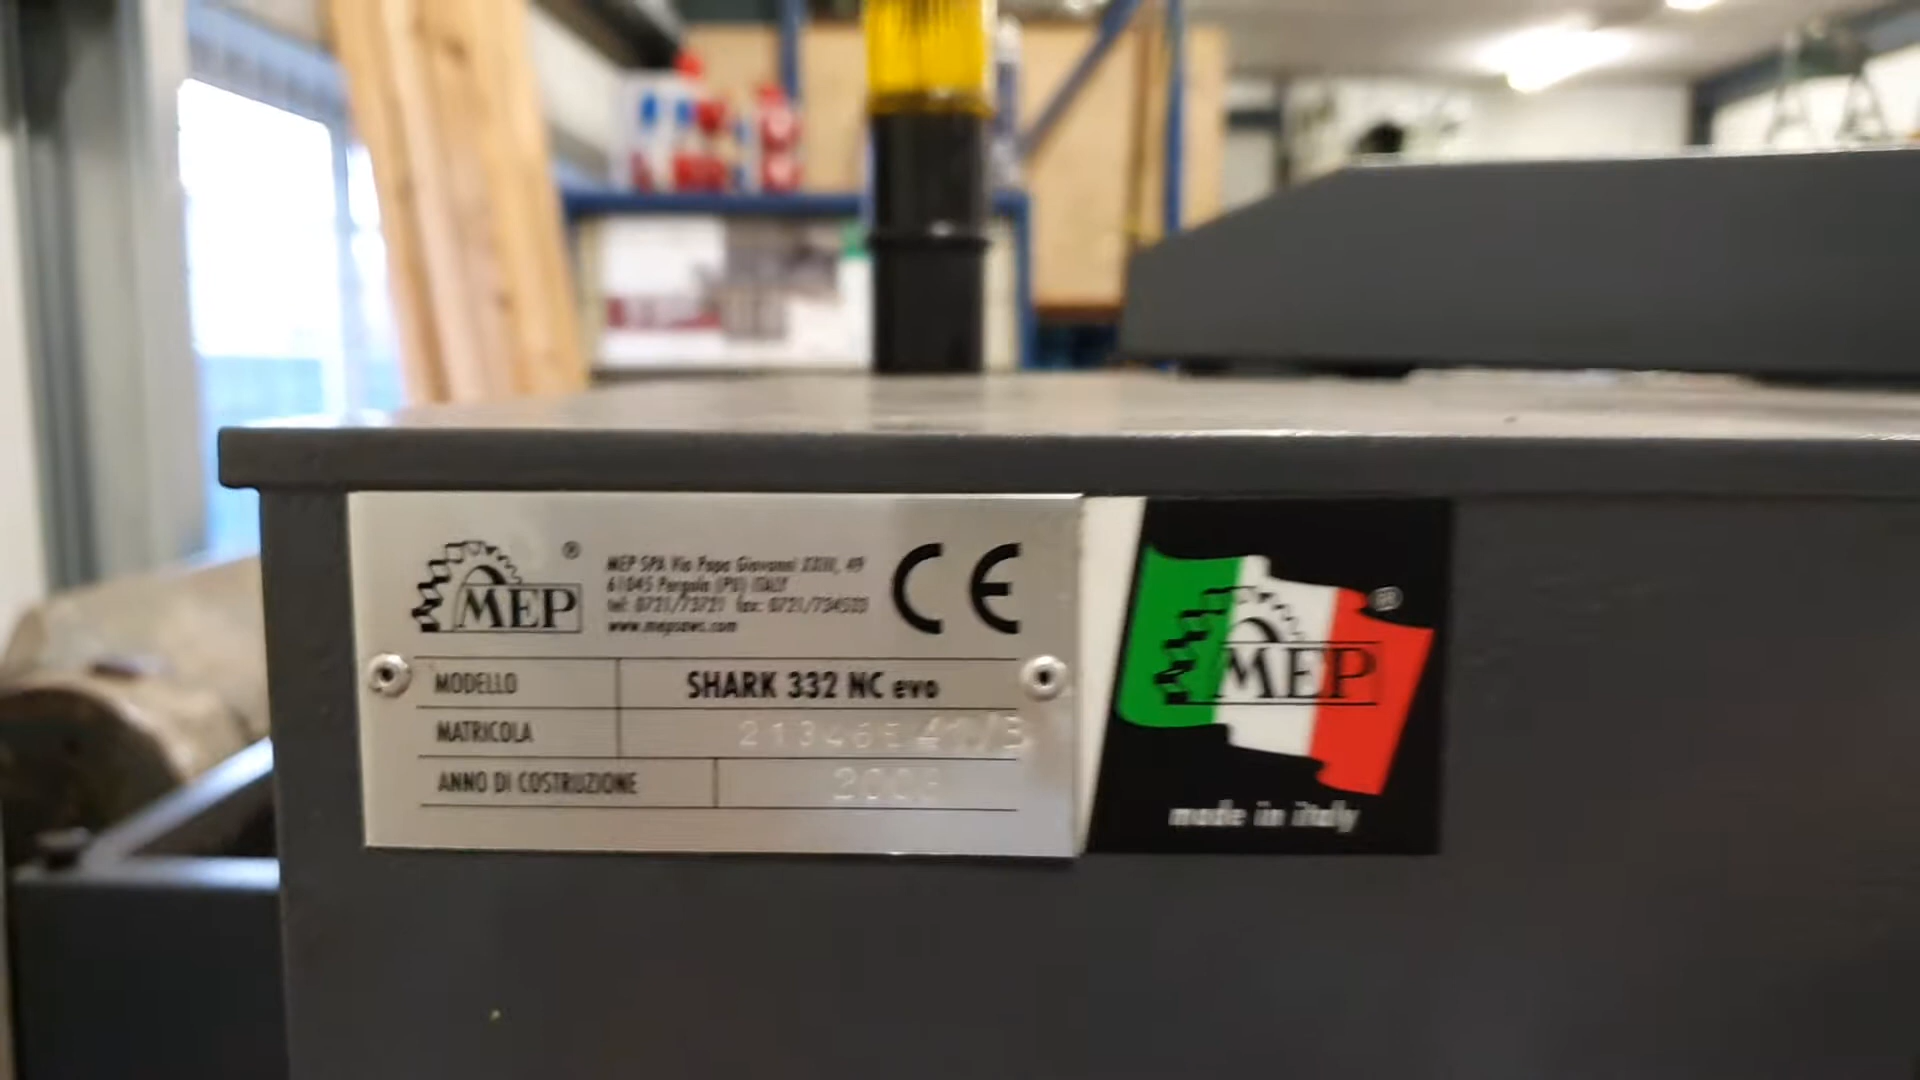 MEP ®
MEP SPA Via Papa Giovanni XXIII, 49
61045 Pergola (PU) ITALY
tel: 0721/73721 fax: 0721/734533
www.mepsaws.com
CE
MODELLO SHARK 332 NC evo
MATRICOLA
ANNO DI COSTRUZIONE
MEP ®
made in italy